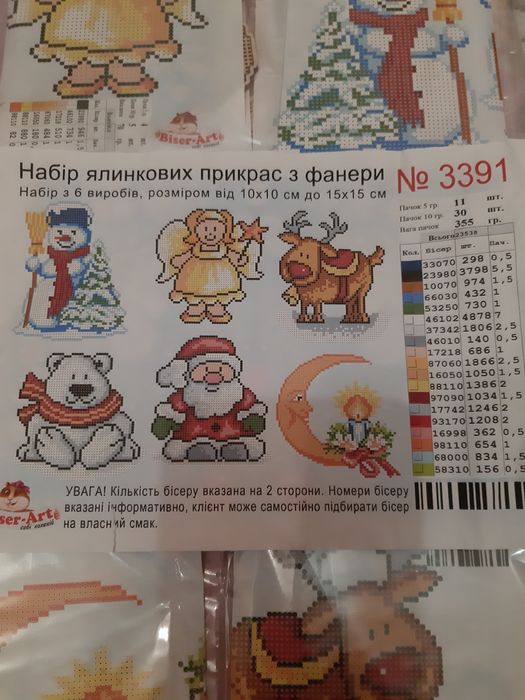 Biser-Art
Набір ялинкових прикрас з фанери
№ 3391
Набір з 6 виробів, розміром від 10х10 см до 15х15 см
Пачок 5 гр. 11 шт.
Пачок 10 гр. 30 шт.
Вага пачок 355 гр.
Всього 23538
Кол. Бісер шт. Пач.
33070 298 0,5
23980 3798 5,5
10070 974 1,5
66030 432 1
53250 730 1
46102 4878 7
37342 1806 2,5
46010 140 0,5
17218 686 1
87060 1866 2,5
16050 1050 1,5
88110 1386 2
97090 1034 1,5
17742 1246 2
93170 1208 2
16998 362 0,5
98110 654 1
68000 834 1,5
58310 156 0,5
iser-Art
собі коханій
УВАГА! Кількість бісеру вказана на 2 сторони. Номери бісеру
вказані інформативно, клієнт може самостійно підбирати бісер
на власний смак.